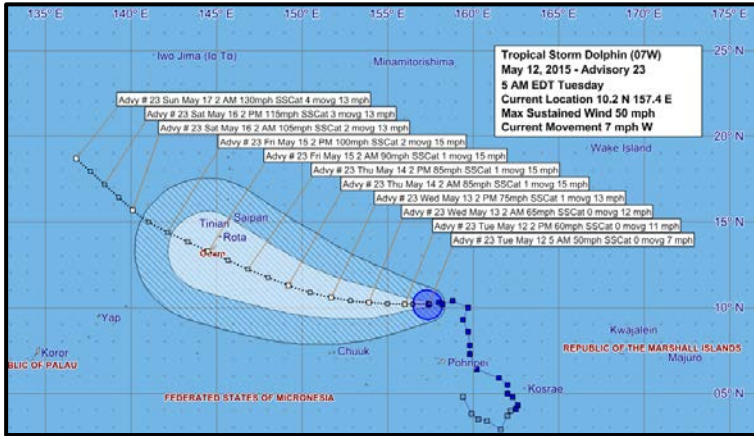 135° E 140° E 145° E 150° E 155° E 160° E 165° E 170° E 175° E
Iwo Jima (Io To)
Minamitorishima
25° N
Tropical Storm Dolphin (07W)
May 12, 2015 - Advisory 23
5 AM EDT Tuesday
Current Location 10.2 N 157.4 E
Max Sustained Wind 50 mph
Current Movement 7 mph W
Advy # 23 Sun May 17 2 AM 130mph SSCat 4 movg 13 mph
Advy # 23 Sat May 16 2 PM 115mph SSCat 3 movg 13 mph
Advy # 23 Sat May 16 2 AM 105mph SSCat 2 movg 13 mph
Advy # 23 Fri May 15 2 PM 100mph SSCat 2 movg 15 mph
Advy # 23 Fri May 15 2 AM 90mph SSCat 1 movg 15 mph
Advy # 23 Thu May 14 2 PM 85mph SSCat 1 movg 15 mph
Advy # 23 Thu May 14 2 AM 85mph SSCat 1 movg 15 mph
Advy # 23 Wed May 13 2 PM 75mph SSCat 1 movg 13 mph
Advy # 23 Wed May 13 2 AM 65mph SSCat 0 movg 12 mph
Advy # 23 Tue May 12 2 PM 60mph SSCat 0 movg 11 mph
Advy # 23 Tue May 12 5 AM 50mph SSCat 0 movg 7 mph
Wake Island
20° N
15° N
Saipan
Tinian
Rota
Guam
10° N
Yap
Kwajalein
REPUBLIC OF THE MARSHALL ISLANDS
Majuro
Koror
BLIC OF PALAU
Chuuk
Pohnpei
Kosrae
FEDERATED STATES OF MICRONESIA
05° N